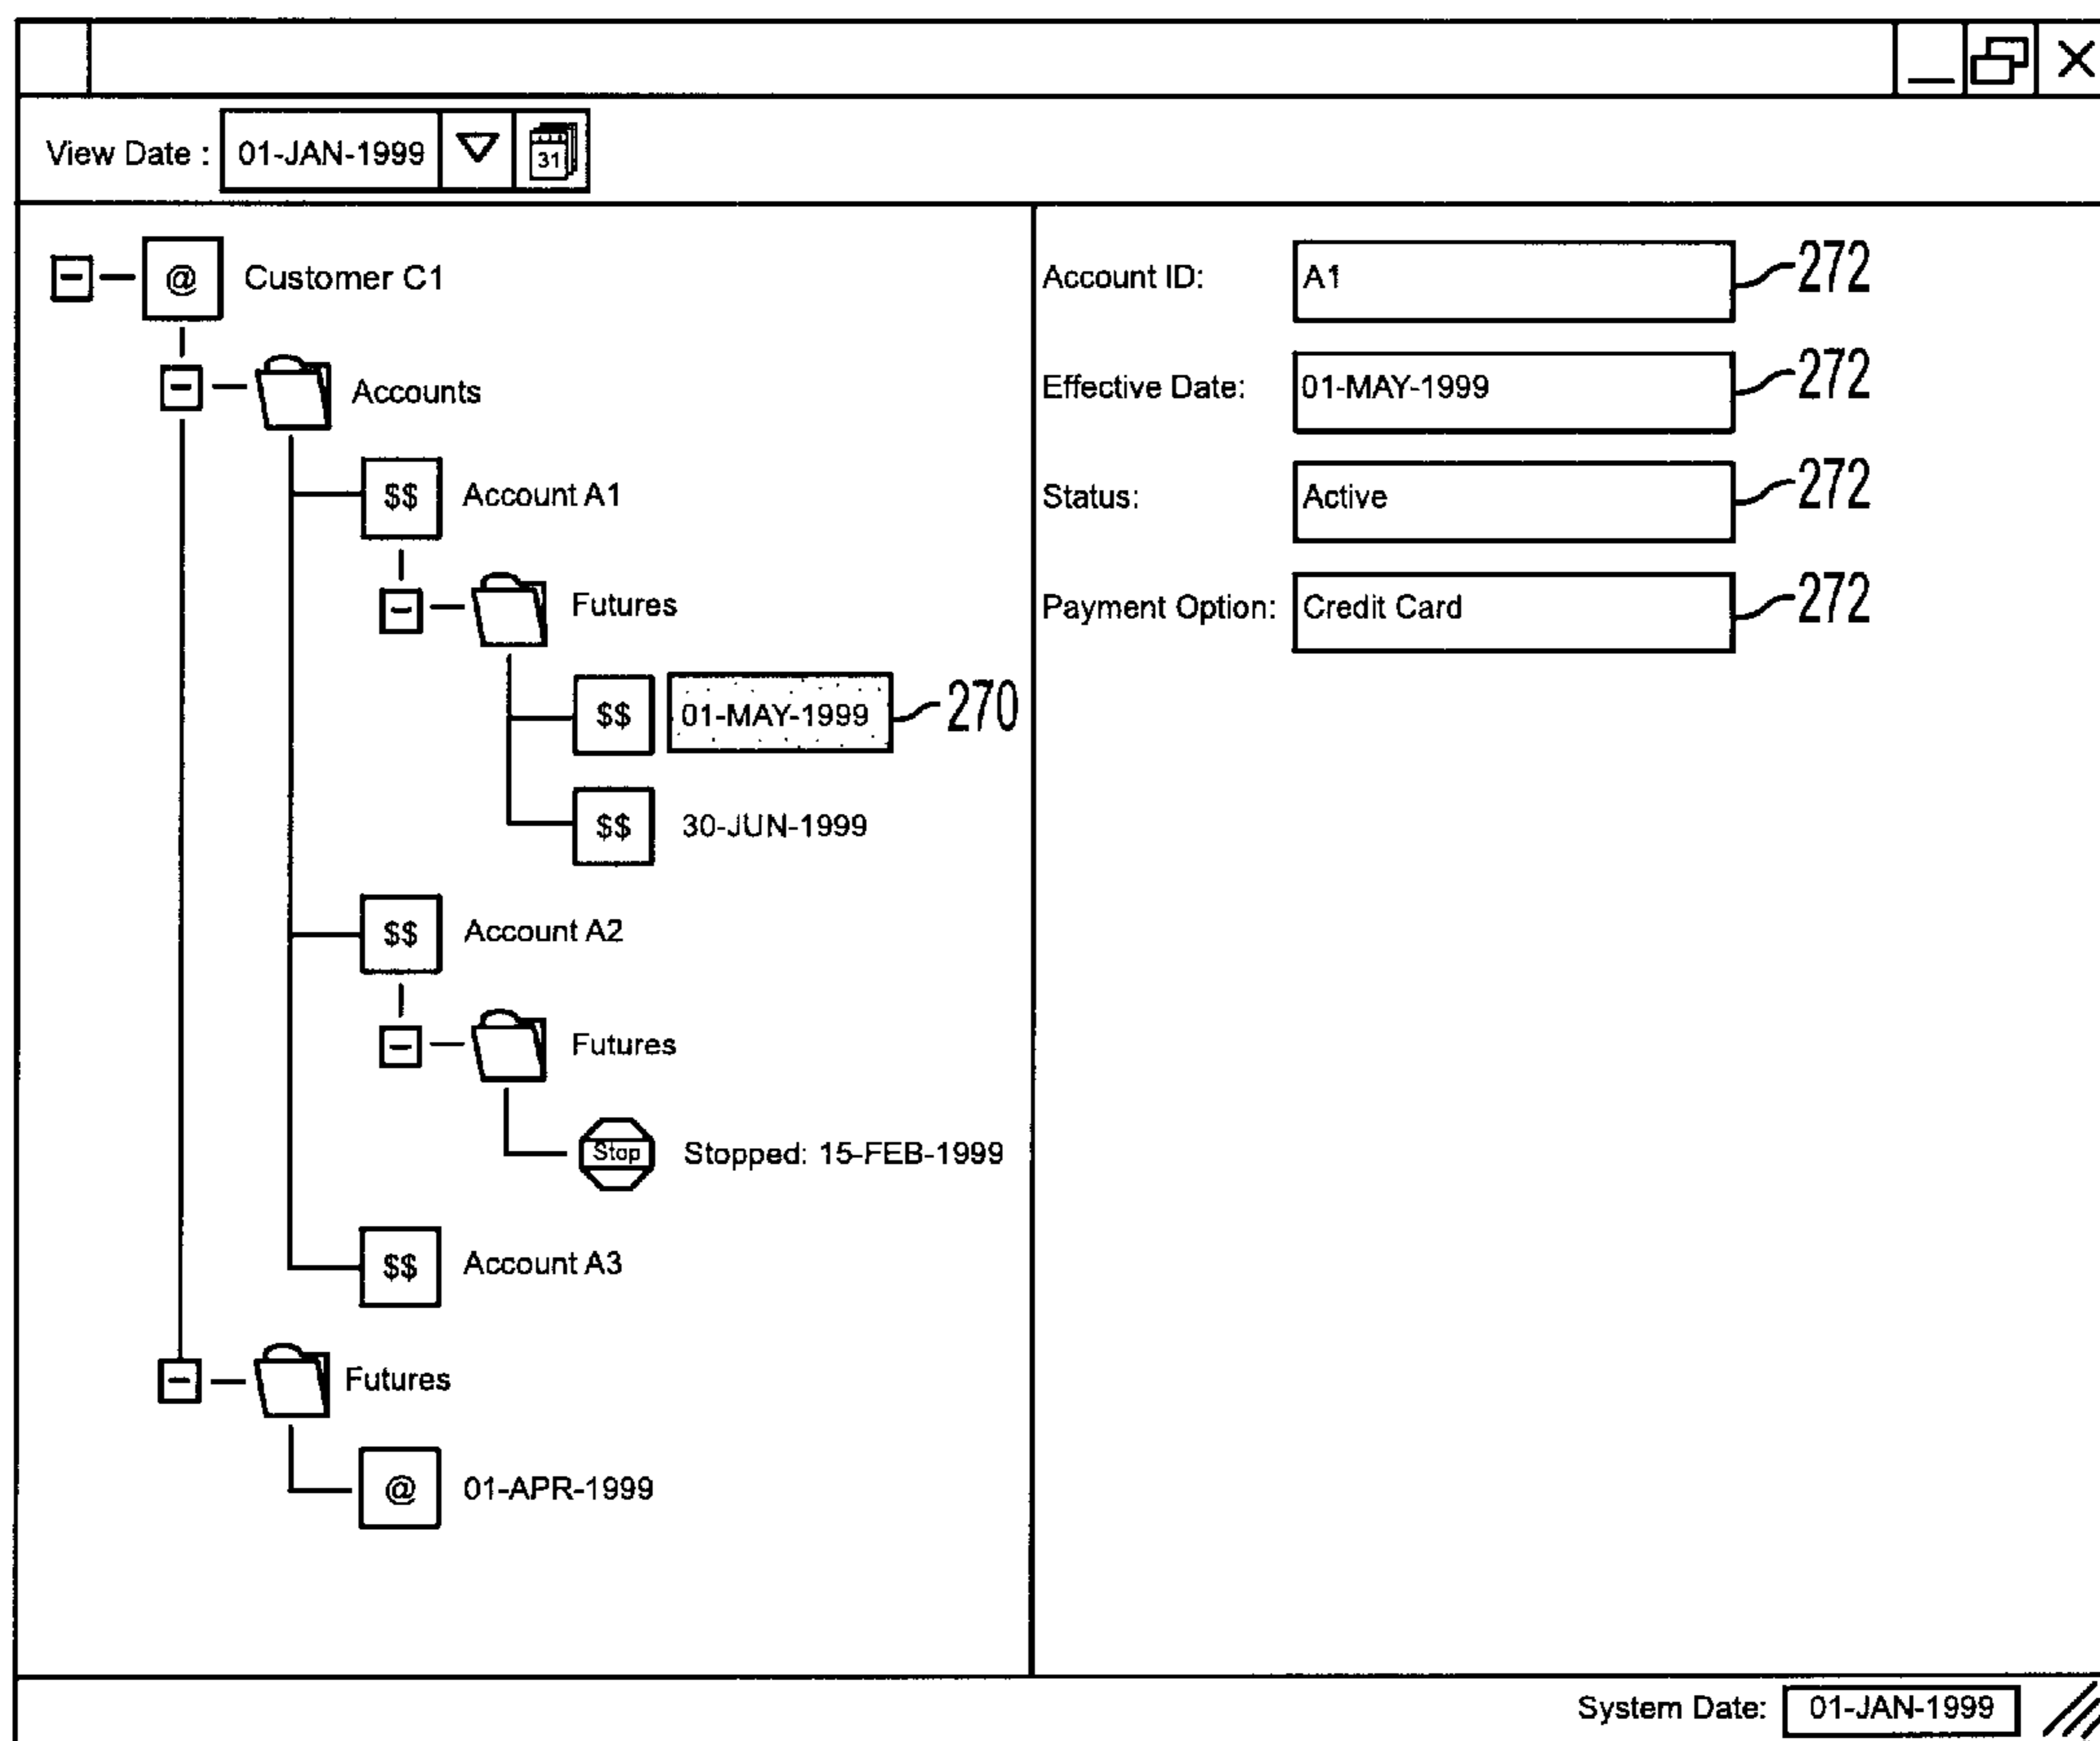 View Date : 01-JAN-1999 31
@ Customer C1
Account ID: A1 272
Accounts
Effective Date: 01-MAY-1999 272
$$ Account A1
Status: Active 272
Futures
Payment Option: Credit Card 272
$$ 01-MAY-1999 270
$$ 30-JUN-1999
$$ Account A2
Futures
Stop Stopped: 15-FEB-1999
$$ Account A3
Futures
@ 01-APR-1999
System Date: 01-JAN-1999